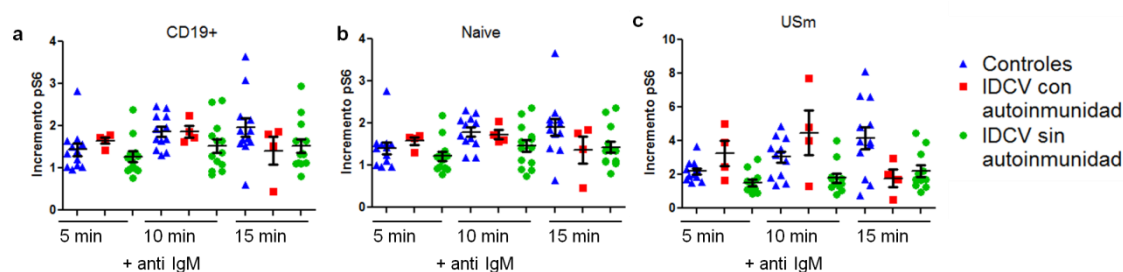 a
CD19+
Incremento pS6
4
3
2
1
0
5 min
10 min
15 min
+ anti IgM
b
Naive
Incremento pS6
4
3
2
1
0
5 min
10 min
15 min
+ anti IgM
c
USm
Incremento pS6
10
8
6
4
2
0
5 min
10 min
15 min
+ anti IgM
Controles
IDCV con
autoinmunidad
IDCV sin
autoinmunidad